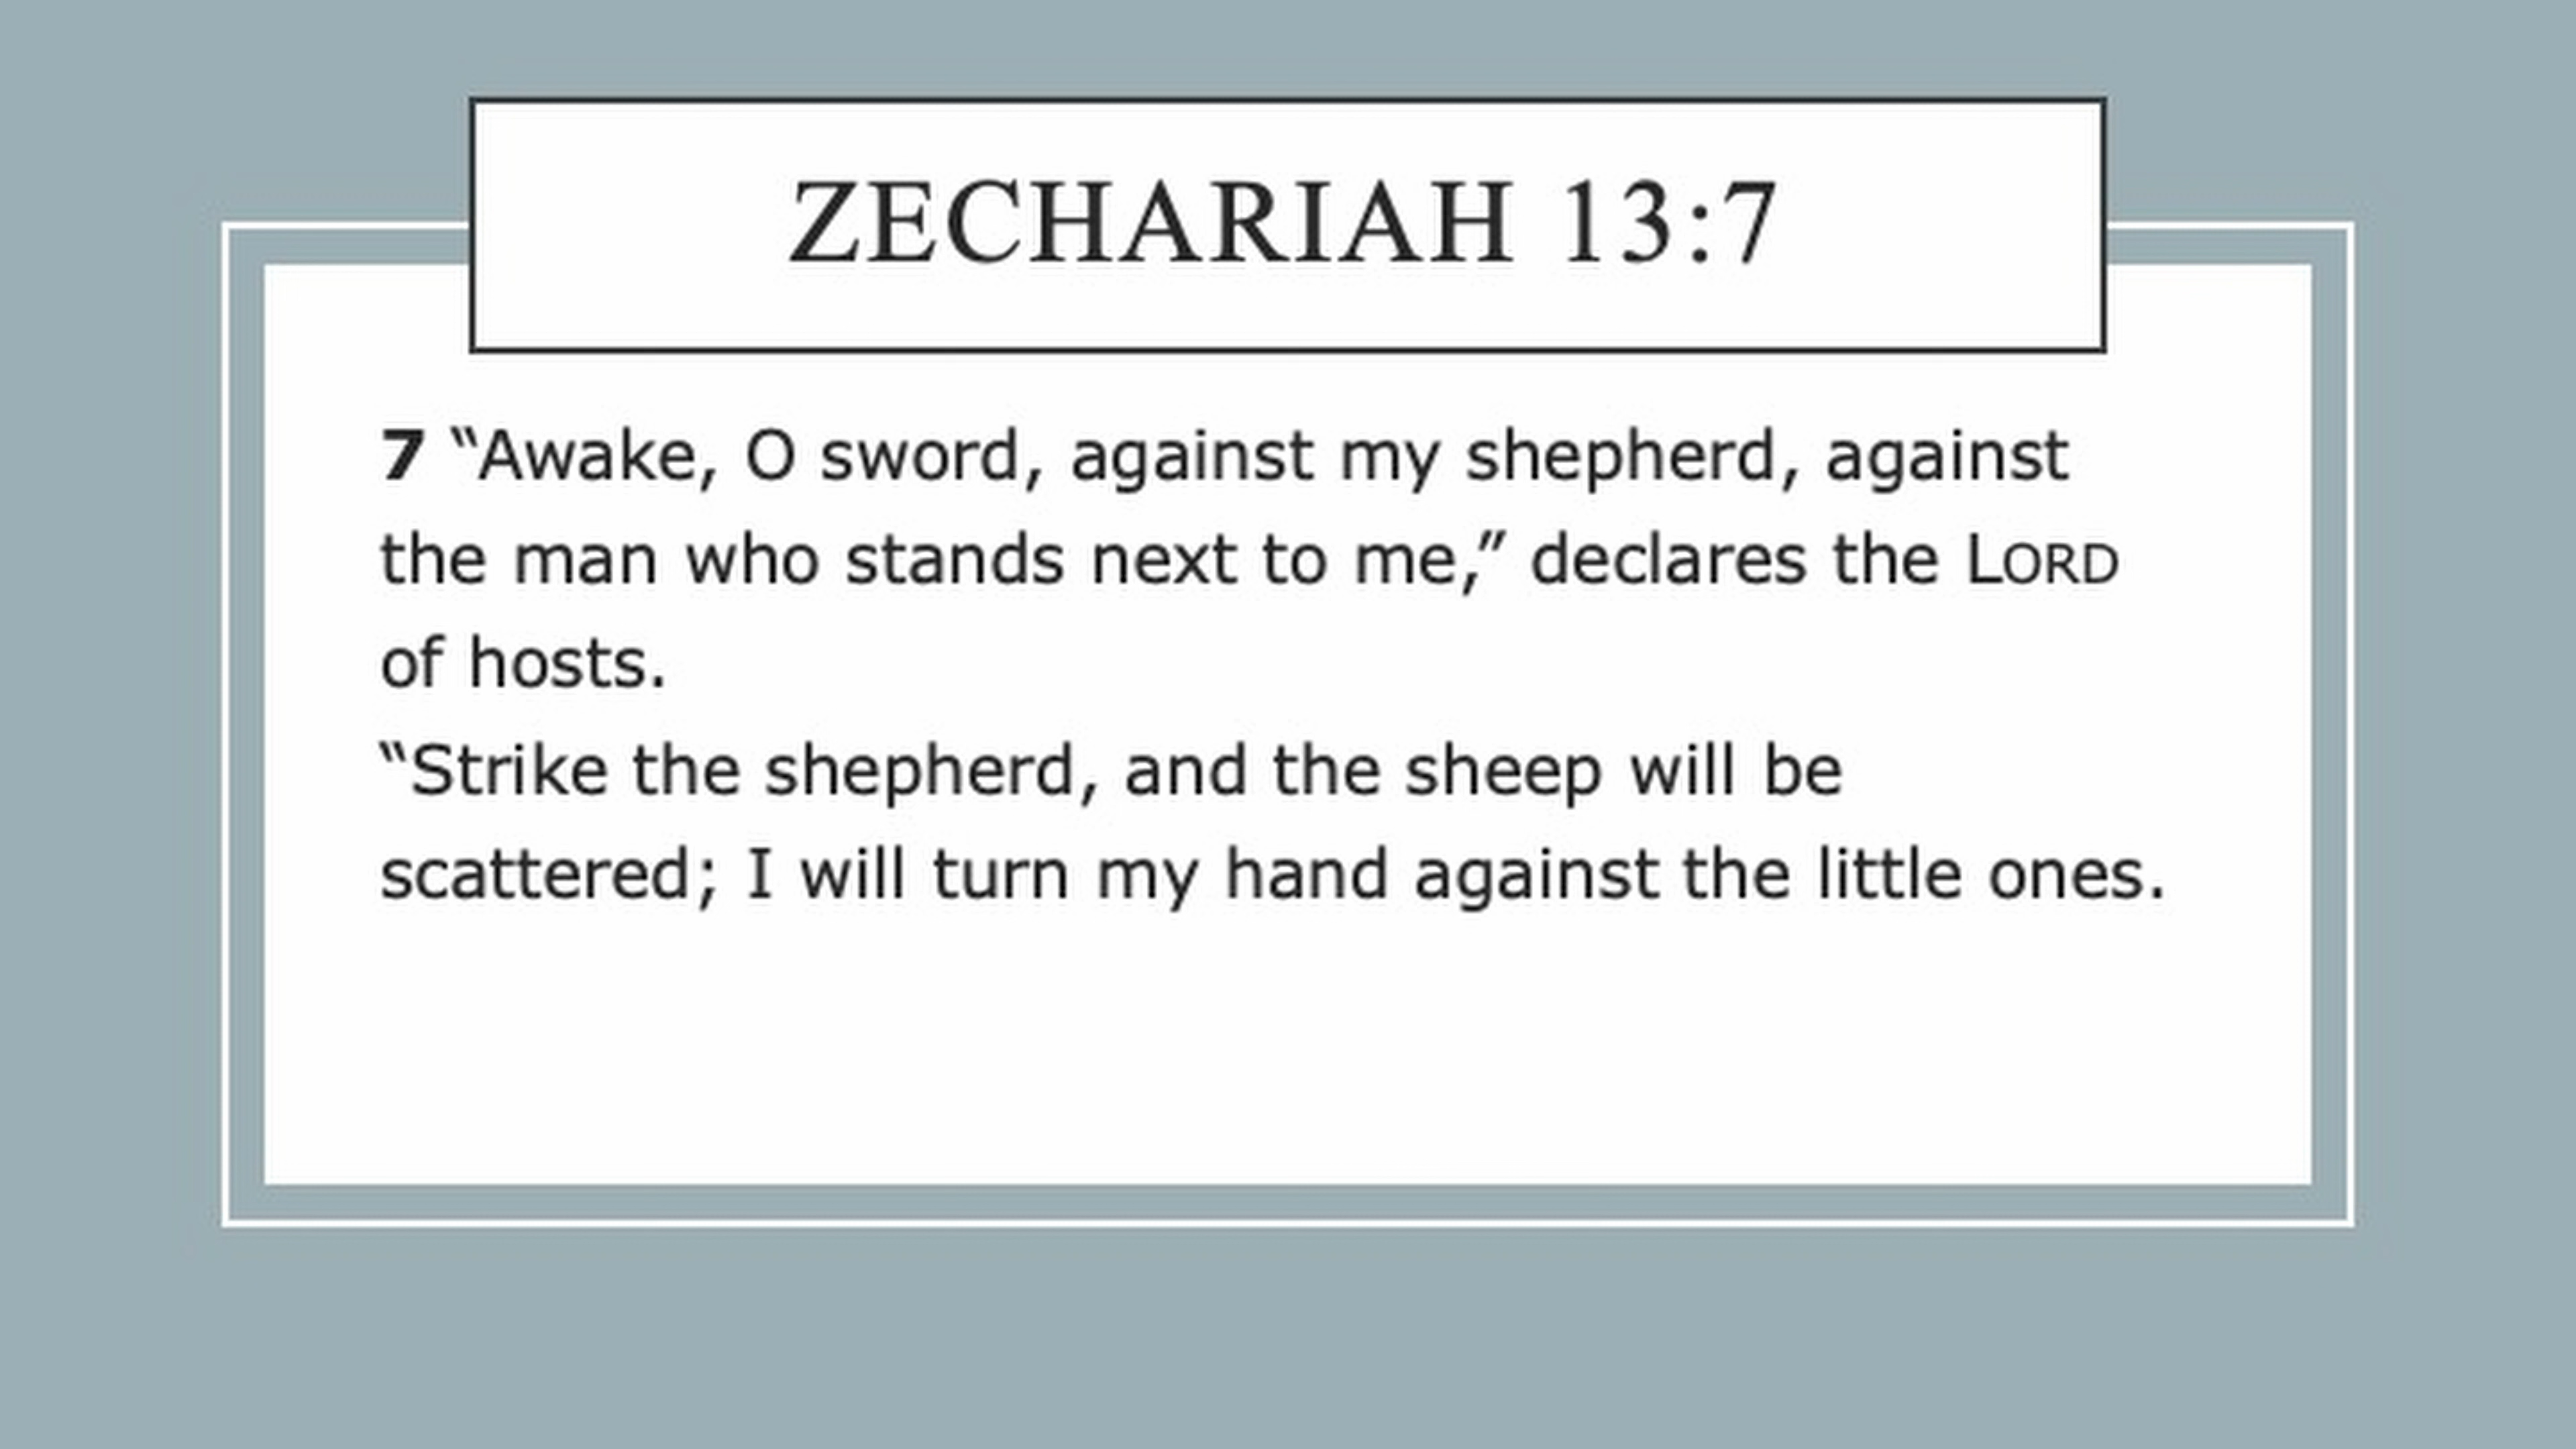 ZECHARIAH 13:7
7 “Awake, O sword, against my shepherd, against
the man who stands next to me,” declares the LORD
of hosts.
“Strike the shepherd, and the sheep will be
scattered; I will turn my hand against the little ones.